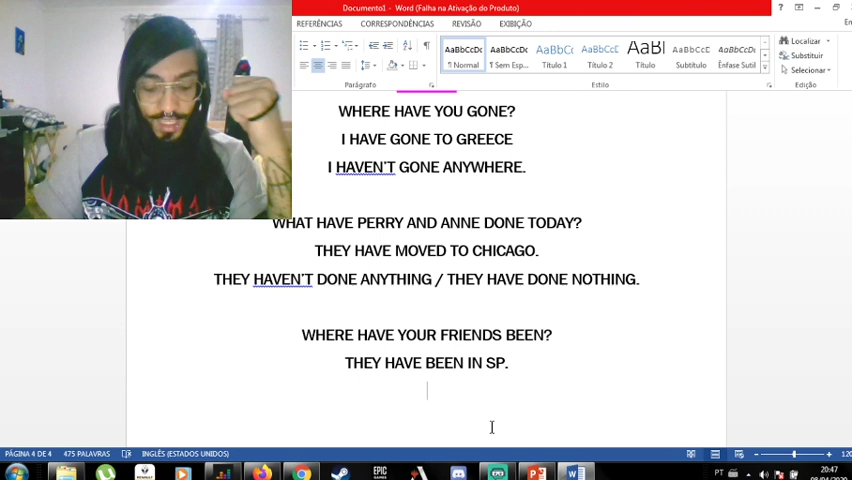 Documento1 - Word (Falha na Ativação do Produto)
REFERÊNCIAS CORRESPONDÊNCIAS REVISÃO EXIBIÇÃO
AaBbCcDc AaBbCcDc AaBbCc AaBbCcD AaBl AaBbCcDc AaBbCcDc
¶ Normal ¶ Sem Esp... Título 1 Título 2 Título Subtítulo Ênfase Sutil
Localizar
Substituir
Selecionar
Parágrafo Estilo Edição
WHERE HAVE YOU GONE?
I HAVE GONE TO GREECE
I HAVEN'T GONE ANYWHERE.
WHAT HAVE PERRY AND ANNE DONE TODAY?
THEY HAVE MOVED TO CHICAGO.
THEY HAVEN'T DONE ANYTHING / THEY HAVE DONE NOTHING.
WHERE HAVE YOUR FRIENDS BEEN?
THEY HAVE BEEN IN SP.
PÁGINA 4 DE 4 475 PALAVRAS INGLÊS (ESTADOS UNIDOS) 120
EPIC GAMES
PT 20:47